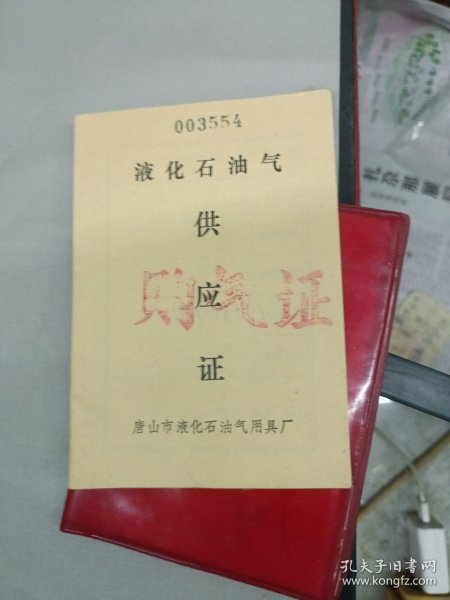 003554
液化石油气
供
应
证
购气证
唐山市液化石油气用具厂
孔夫子旧书网
www.kongfz.com